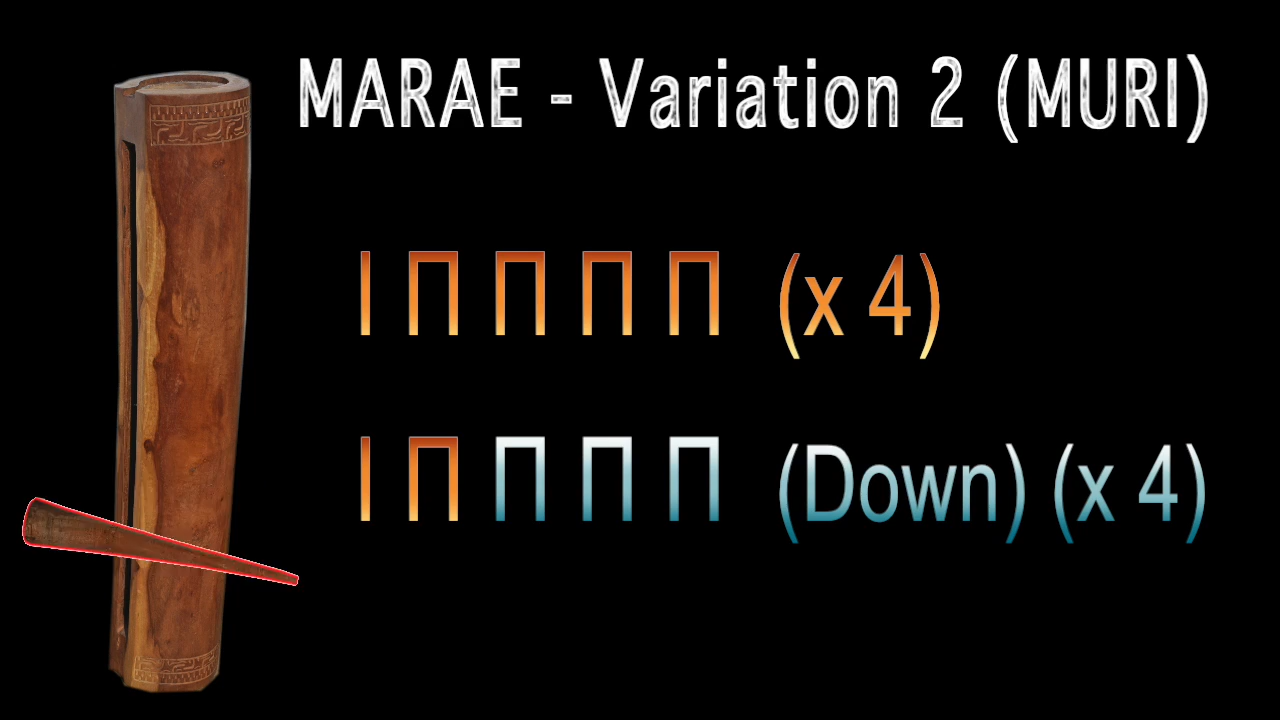 MARAE - Variation 2 (MURI)
I Π Π Π Π (x 4)
I Π Π Π Π (Down) (x 4)